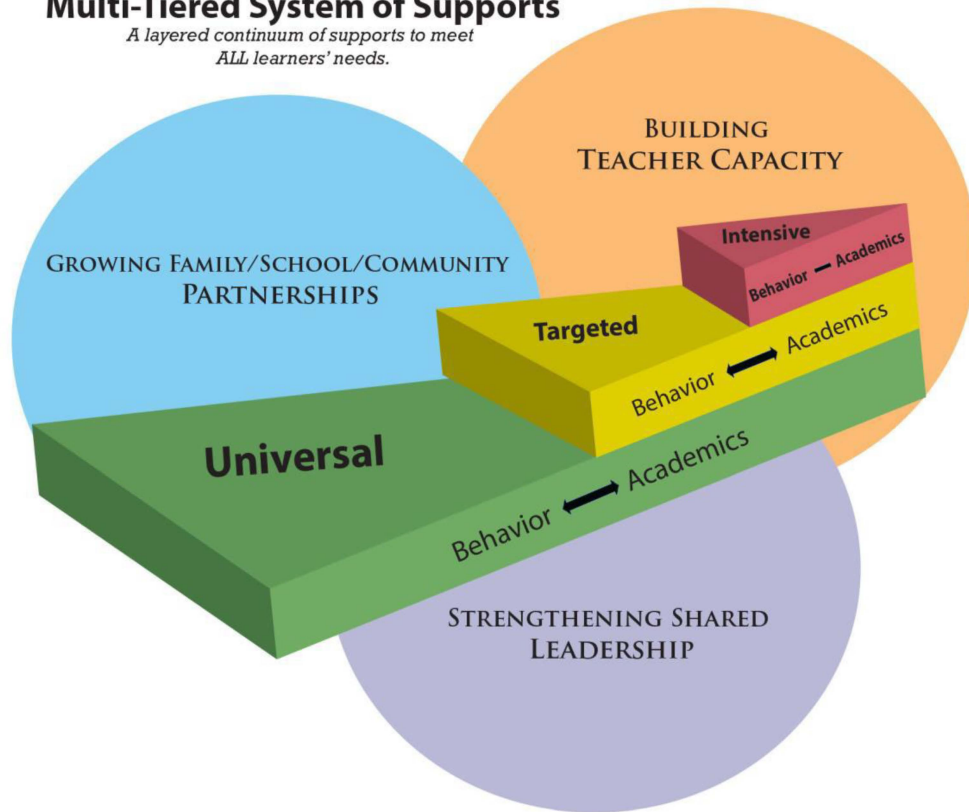 Multi-Tiered System of Supports
A layered continuum of supports to meet
ALL learners' needs.
BUILDING
TEACHER CAPACITY
GROWING FAMILY/SCHOOL/COMMUNITY
PARTNERSHIPS
Intensive
Behavior — Academics
Targeted
Behavior ↔ Academics
Universal
Behavior ↔ Academics
STRENGTHENING SHARED
LEADERSHIP